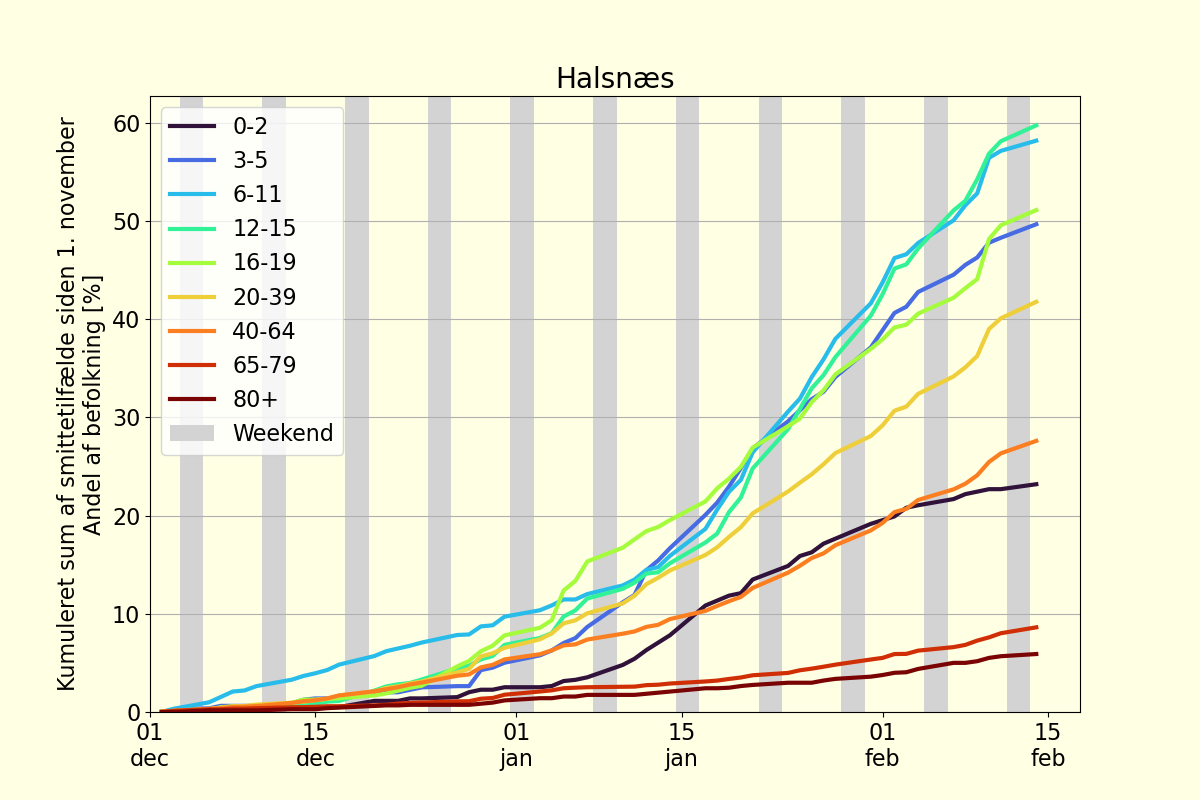 Halsnæs
Kumuleret sum af smittetilfælde siden 1. november
Andel af befolkning [%]
60
50
40
30
20
10
0
0-2
3-5
6-11
12-15
16-19
20-39
40-64
65-79
80+
Weekend
01 15 01 15 01 15
dec dec jan jan feb feb